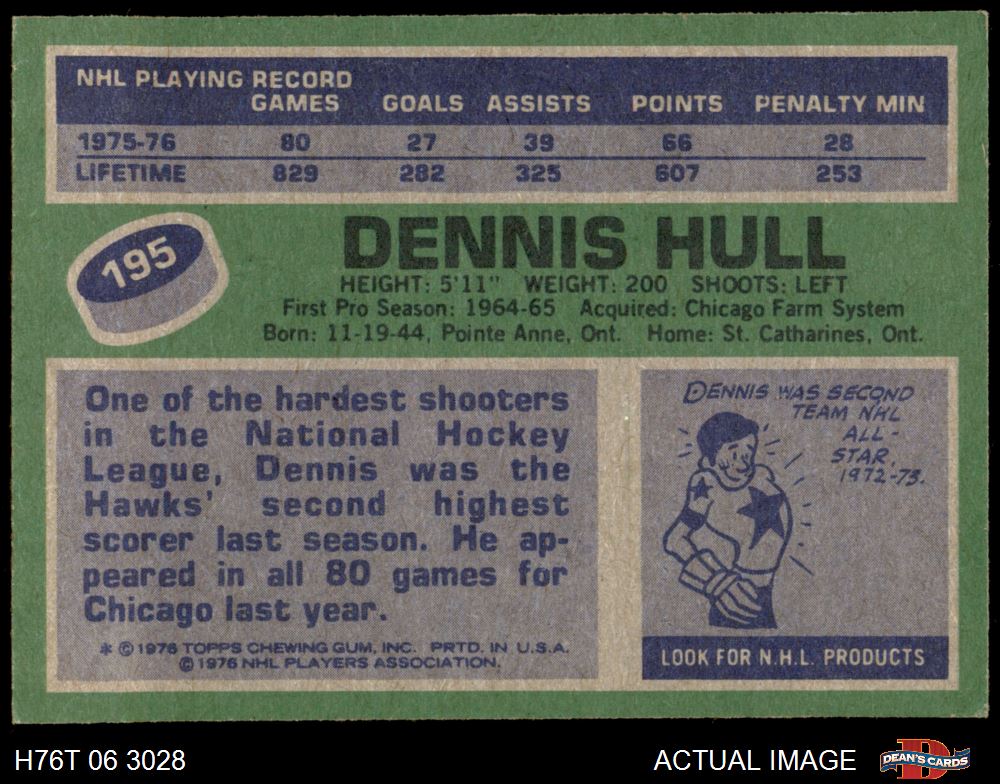 NHL PLAYING RECORD
GAMES GOALS ASSISTS POINTS PENALTY MIN
1975-76 80 27 39 66 28
LIFETIME 829 282 325 607 253
195
DENNIS HULL
HEIGHT: 5'11" WEIGHT: 200 SHOOTS: LEFT
First Pro Season: 1964-65 Acquired: Chicago Farm System
Born: 11-19-44, Pointe Anne, Ont. Home: St. Catharines, Ont.
One of the hardest shooters
in the National Hockey
League, Dennis was the
Hawks' second highest
scorer last season. He ap-
peared in all 80 games for
Chicago last year.
* © 1976 TOPPS CHEWING GUM, INC. PRTD. IN U.S.A.
© 1976 NHL PLAYERS ASSOCIATION.
DENNIS WAS SECOND
TEAM NHL
ALL-
STAR,
1972-73.
LOOK FOR N.H.L. PRODUCTS
H76T 06 3028
ACTUAL IMAGE
D
DEAN'S CARDS